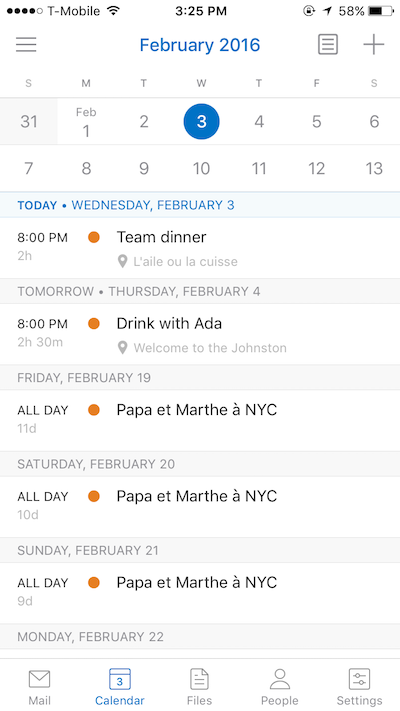 T-Mobile 3:25 PM 58%
February 2016
S M T W T F S
31 Feb 1 2 3 4 5 6
7 8 9 10 11 12 13
TODAY • WEDNESDAY, FEBRUARY 3
8:00 PM Team dinner
2h L'aile ou la cuisse
TOMORROW • THURSDAY, FEBRUARY 4
8:00 PM Drink with Ada
2h 30m Welcome to the Johnston
FRIDAY, FEBRUARY 19
ALL DAY Papa et Marthe à NYC
11d
SATURDAY, FEBRUARY 20
ALL DAY Papa et Marthe à NYC
10d
SUNDAY, FEBRUARY 21
ALL DAY Papa et Marthe à NYC
9d
MONDAY, FEBRUARY 22
3
Mail Calendar Files People Settings